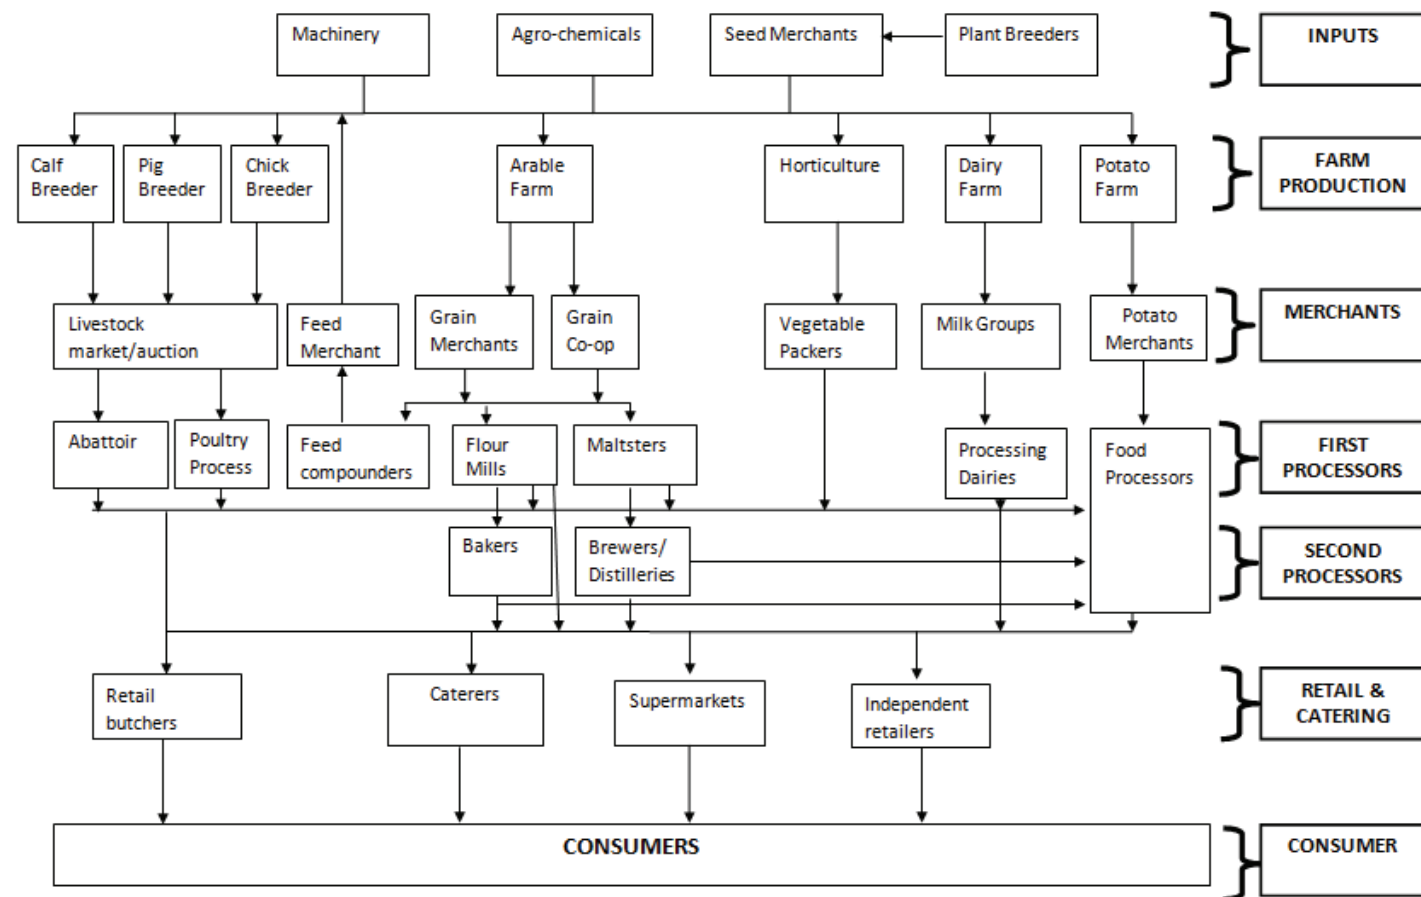 Machinery
Agro-chemicals
Seed Merchants
Plant Breeders
INPUTS
Calf
Breeder
Pig
Breeder
Chick
Breeder
Arable
Farm
Horticulture
Dairy
Farm
Potato
Farm
FARM
PRODUCTION
Livestock
market/auction
Feed
Merchant
Grain
Merchants
Grain
Co-op
Vegetable
Packers
Milk Groups
Potato
Merchants
MERCHANTS
Abattoir
Poultry
Process
Feed
compounders
Flour
Mills
Maltsters
Processing
Dairies
Food
Processors
FIRST
PROCESSORS
Bakers
Brewers/
Distilleries
SECOND
PROCESSORS
Retail
butchers
Caterers
Supermarkets
Independent
retailers
RETAIL &
CATERING
CONSUMERS
CONSUMER